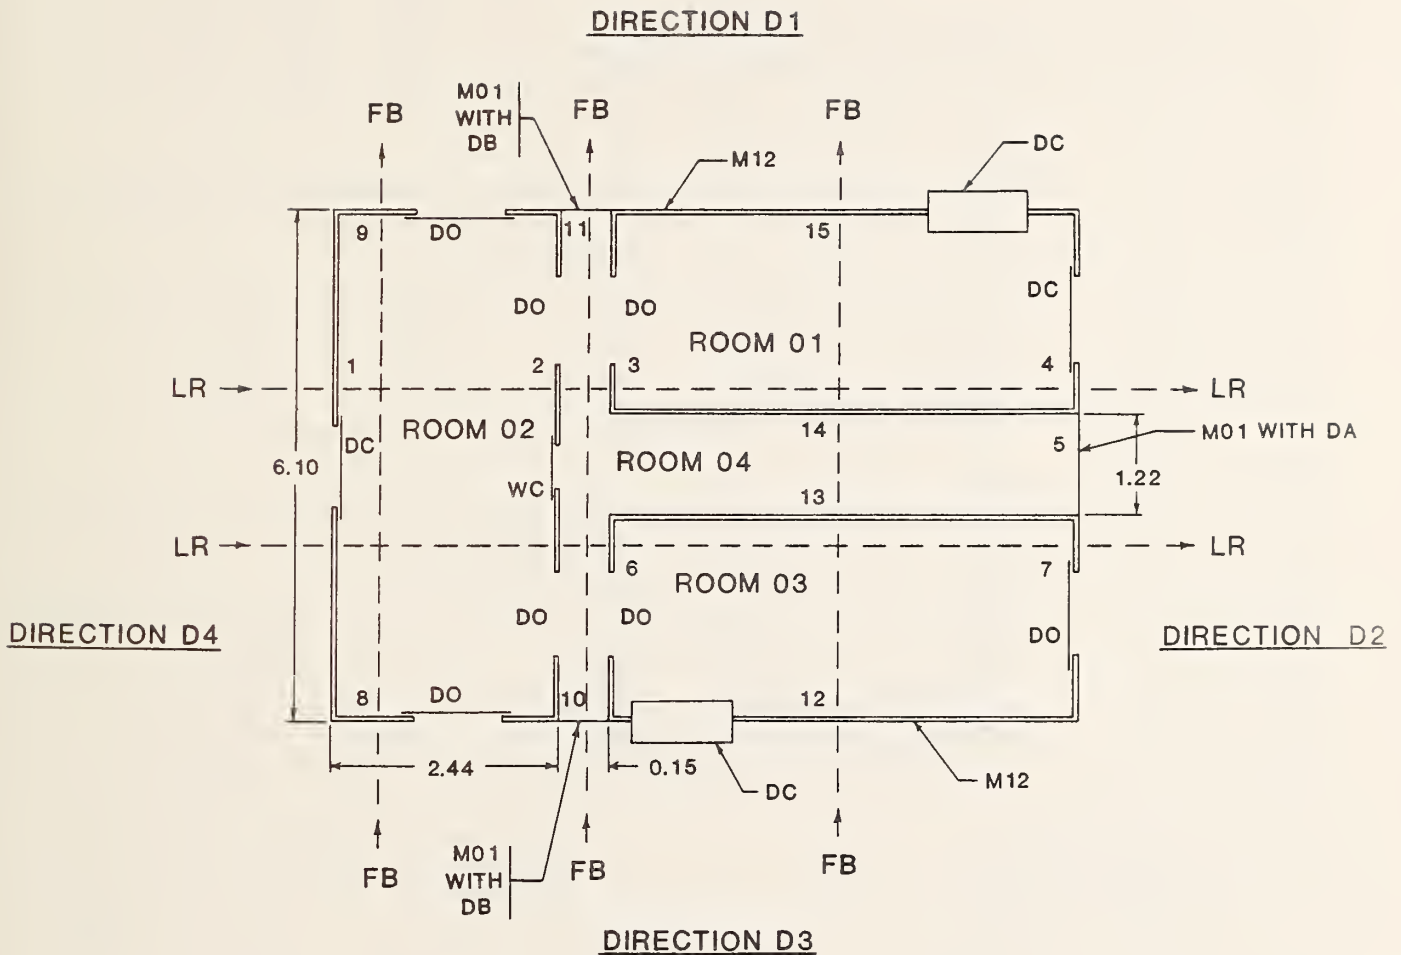 DIRECTION D1
M01
WITH
DB
FB
FB
FB
DC
M12
9
DO
11
15
DO
DO
DC
ROOM 01
1
2
3
4
LR
LR
ROOM 02
14
5
M01 WITH DA
DC
6.10
ROOM 04
1.22
WC
13
LR
LR
6
ROOM 03
7
DO
DO
DO
DIRECTION D4
DIRECTION D2
8
DO
10
12
2.44
0.15
DC
M12
M01
WITH
DB
FB
FB
FB
DIRECTION D3